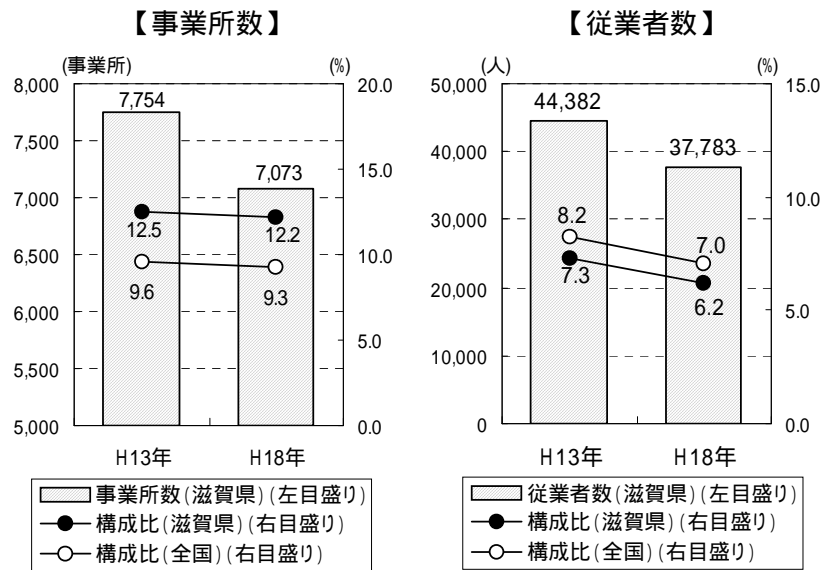 【事業所数】
(事業所)
(%)
8,000
7,500
7,000
6,500
6,000
5,500
5,000
20.0
15.0
10.0
5.0
0.0
7,754
7,073
12.5
12.2
9.6
9.3
H13年
H18年
事業所数(滋賀県)(左目盛り)
構成比(滋賀県)(右目盛り)
構成比(全国)(右目盛り)
【従業者数】
(人)
(%)
50,000
40,000
30,000
20,000
10,000
0
15.0
10.0
5.0
0.0
44,382
37,783
8.2
7.0
7.3
6.2
H13年
H18年
従業者数(滋賀県)(左目盛り)
構成比(滋賀県)(右目盛り)
構成比(全国)(右目盛り)